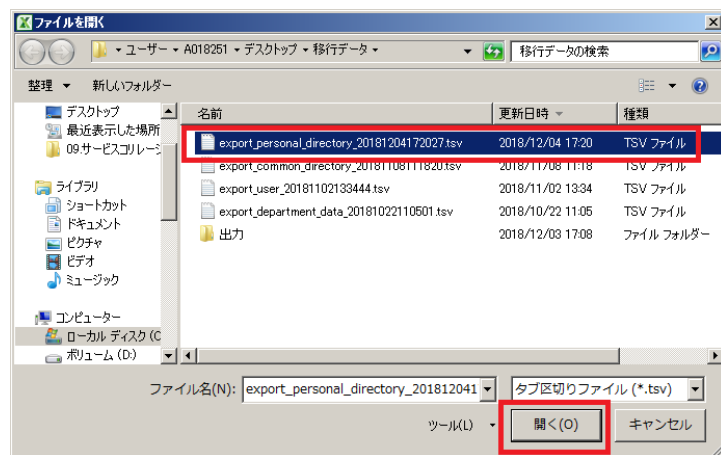 ファイルを開く
ユーザー ▾ A018251 ▾ デスクトップ ▾ 移行データ ▾
移行データの検索
整理 ▼ 新しいフォルダー
デスクトップ
最近表示した場所
09.サービスコリレーシ
ライブラリ
ショートカット
ドキュメント
ピクチャ
ビデオ
ミュージック
コンピューター
ローカル ディスク (C
ボリューム (D:)
名前 更新日時 種類
export_personal_directory_20181204172027.tsv 2018/12/04 17:20 TSV ファイル
export_common_directory_20181108111820.tsv 2018/11/08 11:18 TSV ファイル
export_user_20181102133444.tsv 2018/11/02 13:34 TSV ファイル
export_department_data_20181022110501.tsv 2018/10/22 11:05 TSV ファイル
出力 2018/12/03 17:08 ファイル フォルダー
ファイル名(N): export_personal_directory_201812041 タブ区切りファイル (*.tsv)
ツール(L) 開く(O) キャンセル